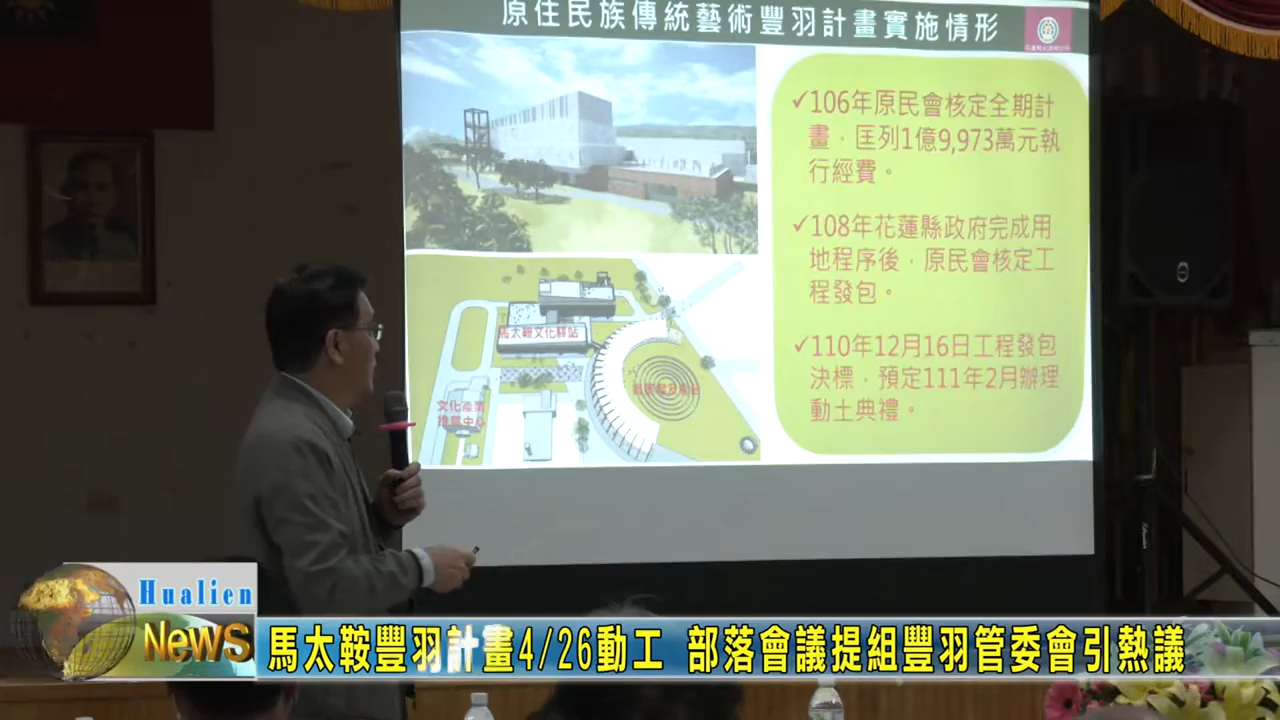 原住民族傳統藝術豐羽計畫實施情形
✓106年原民會核定全期計
畫，匡列1億9,973萬元執
行經費。
✓108年花蓮縣政府完成用
地程序後，原民會核定工
程發包。
✓110年12月16日工程發包
決標，預定111年2月辦理
動土典禮。
馬太鞍文化驛站
文化產業
推展中心
Hualien
News
馬太鞍豐羽計畫4/26動工 部落會議提組豐羽管委會引熱議